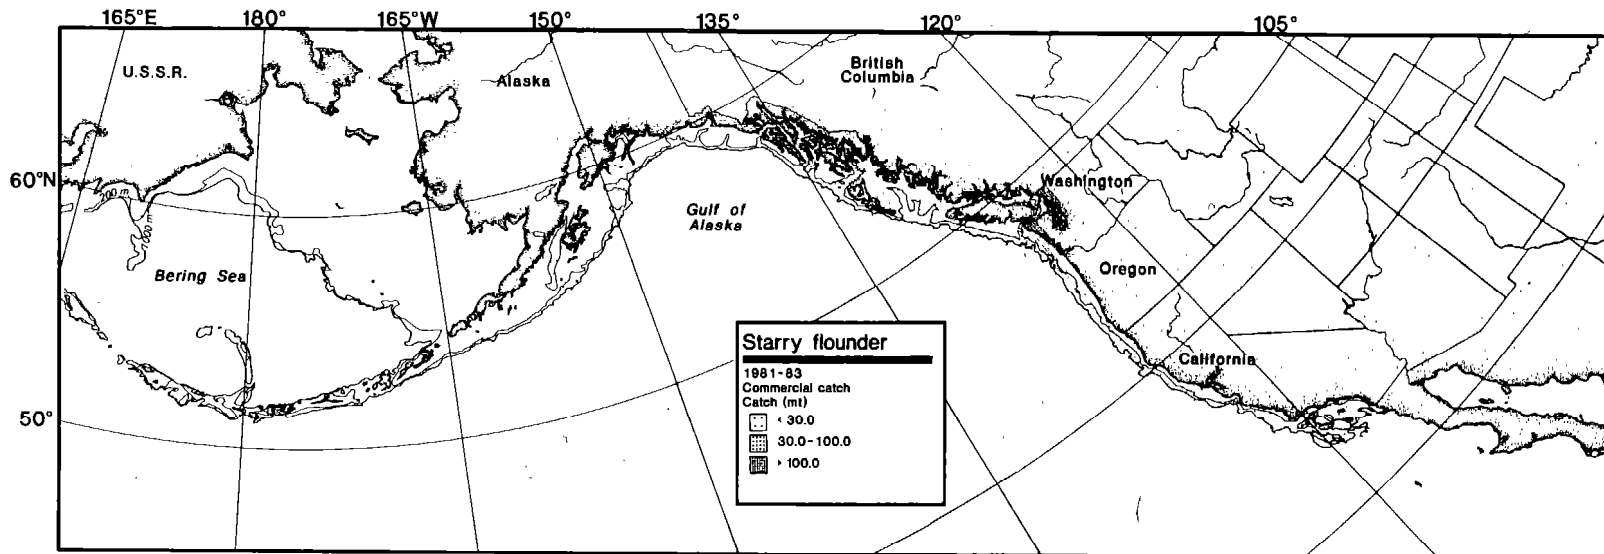 165°E 180° 165°W 150° 135° 120° 105°
U.S.S.R.
Alaska
British
Columbia
60°N
200 m
1000 m
Washington
Gulf of
Alaska
Bering Sea
Oregon
Starry flounder
1981-83
Commercial catch
Catch (mt)
< 30.0
30.0-100.0
> 100.0
California
50°